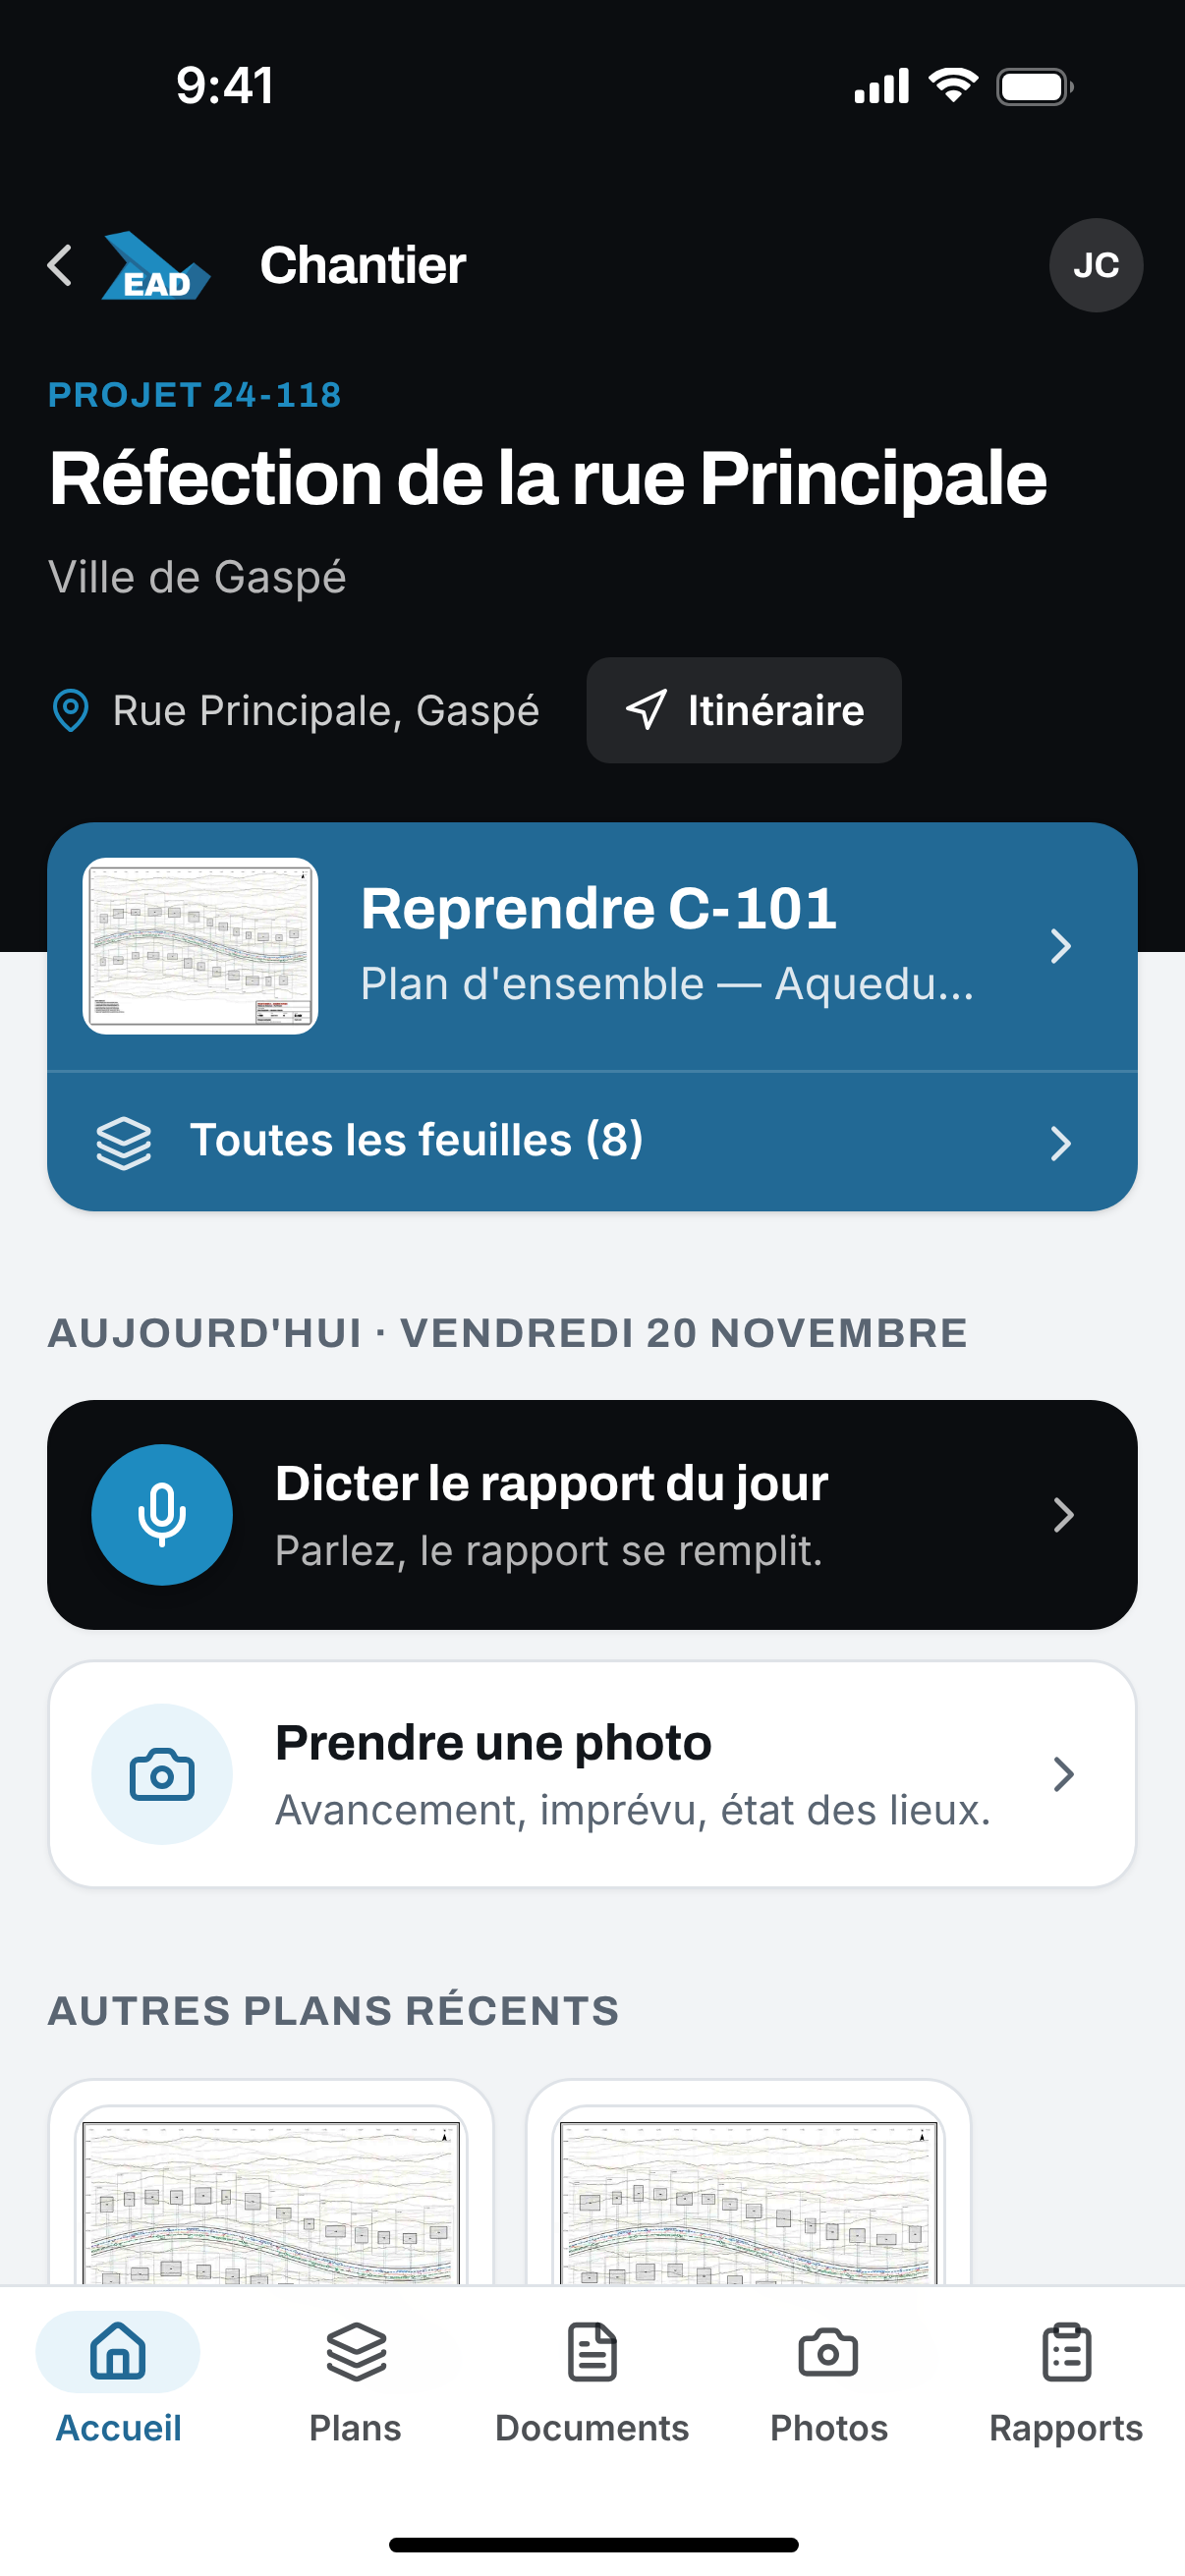 9:41
EAD
Chantier
JC
PROJET 24-118
Réfection de la rue Principale
Ville de Gaspé
Rue Principale, Gaspé
Itinéraire
Reprendre C-101
Plan d'ensemble — Aquedu...
Toutes les feuilles (8)
AUJOURD'HUI · VENDREDI 20 NOVEMBRE
Dicter le rapport du jour
Parlez, le rapport se remplit.
Prendre une photo
Avancement, imprévu, état des lieux.
AUTRES PLANS RÉCENTS
Accueil
Plans
Documents
Photos
Rapports